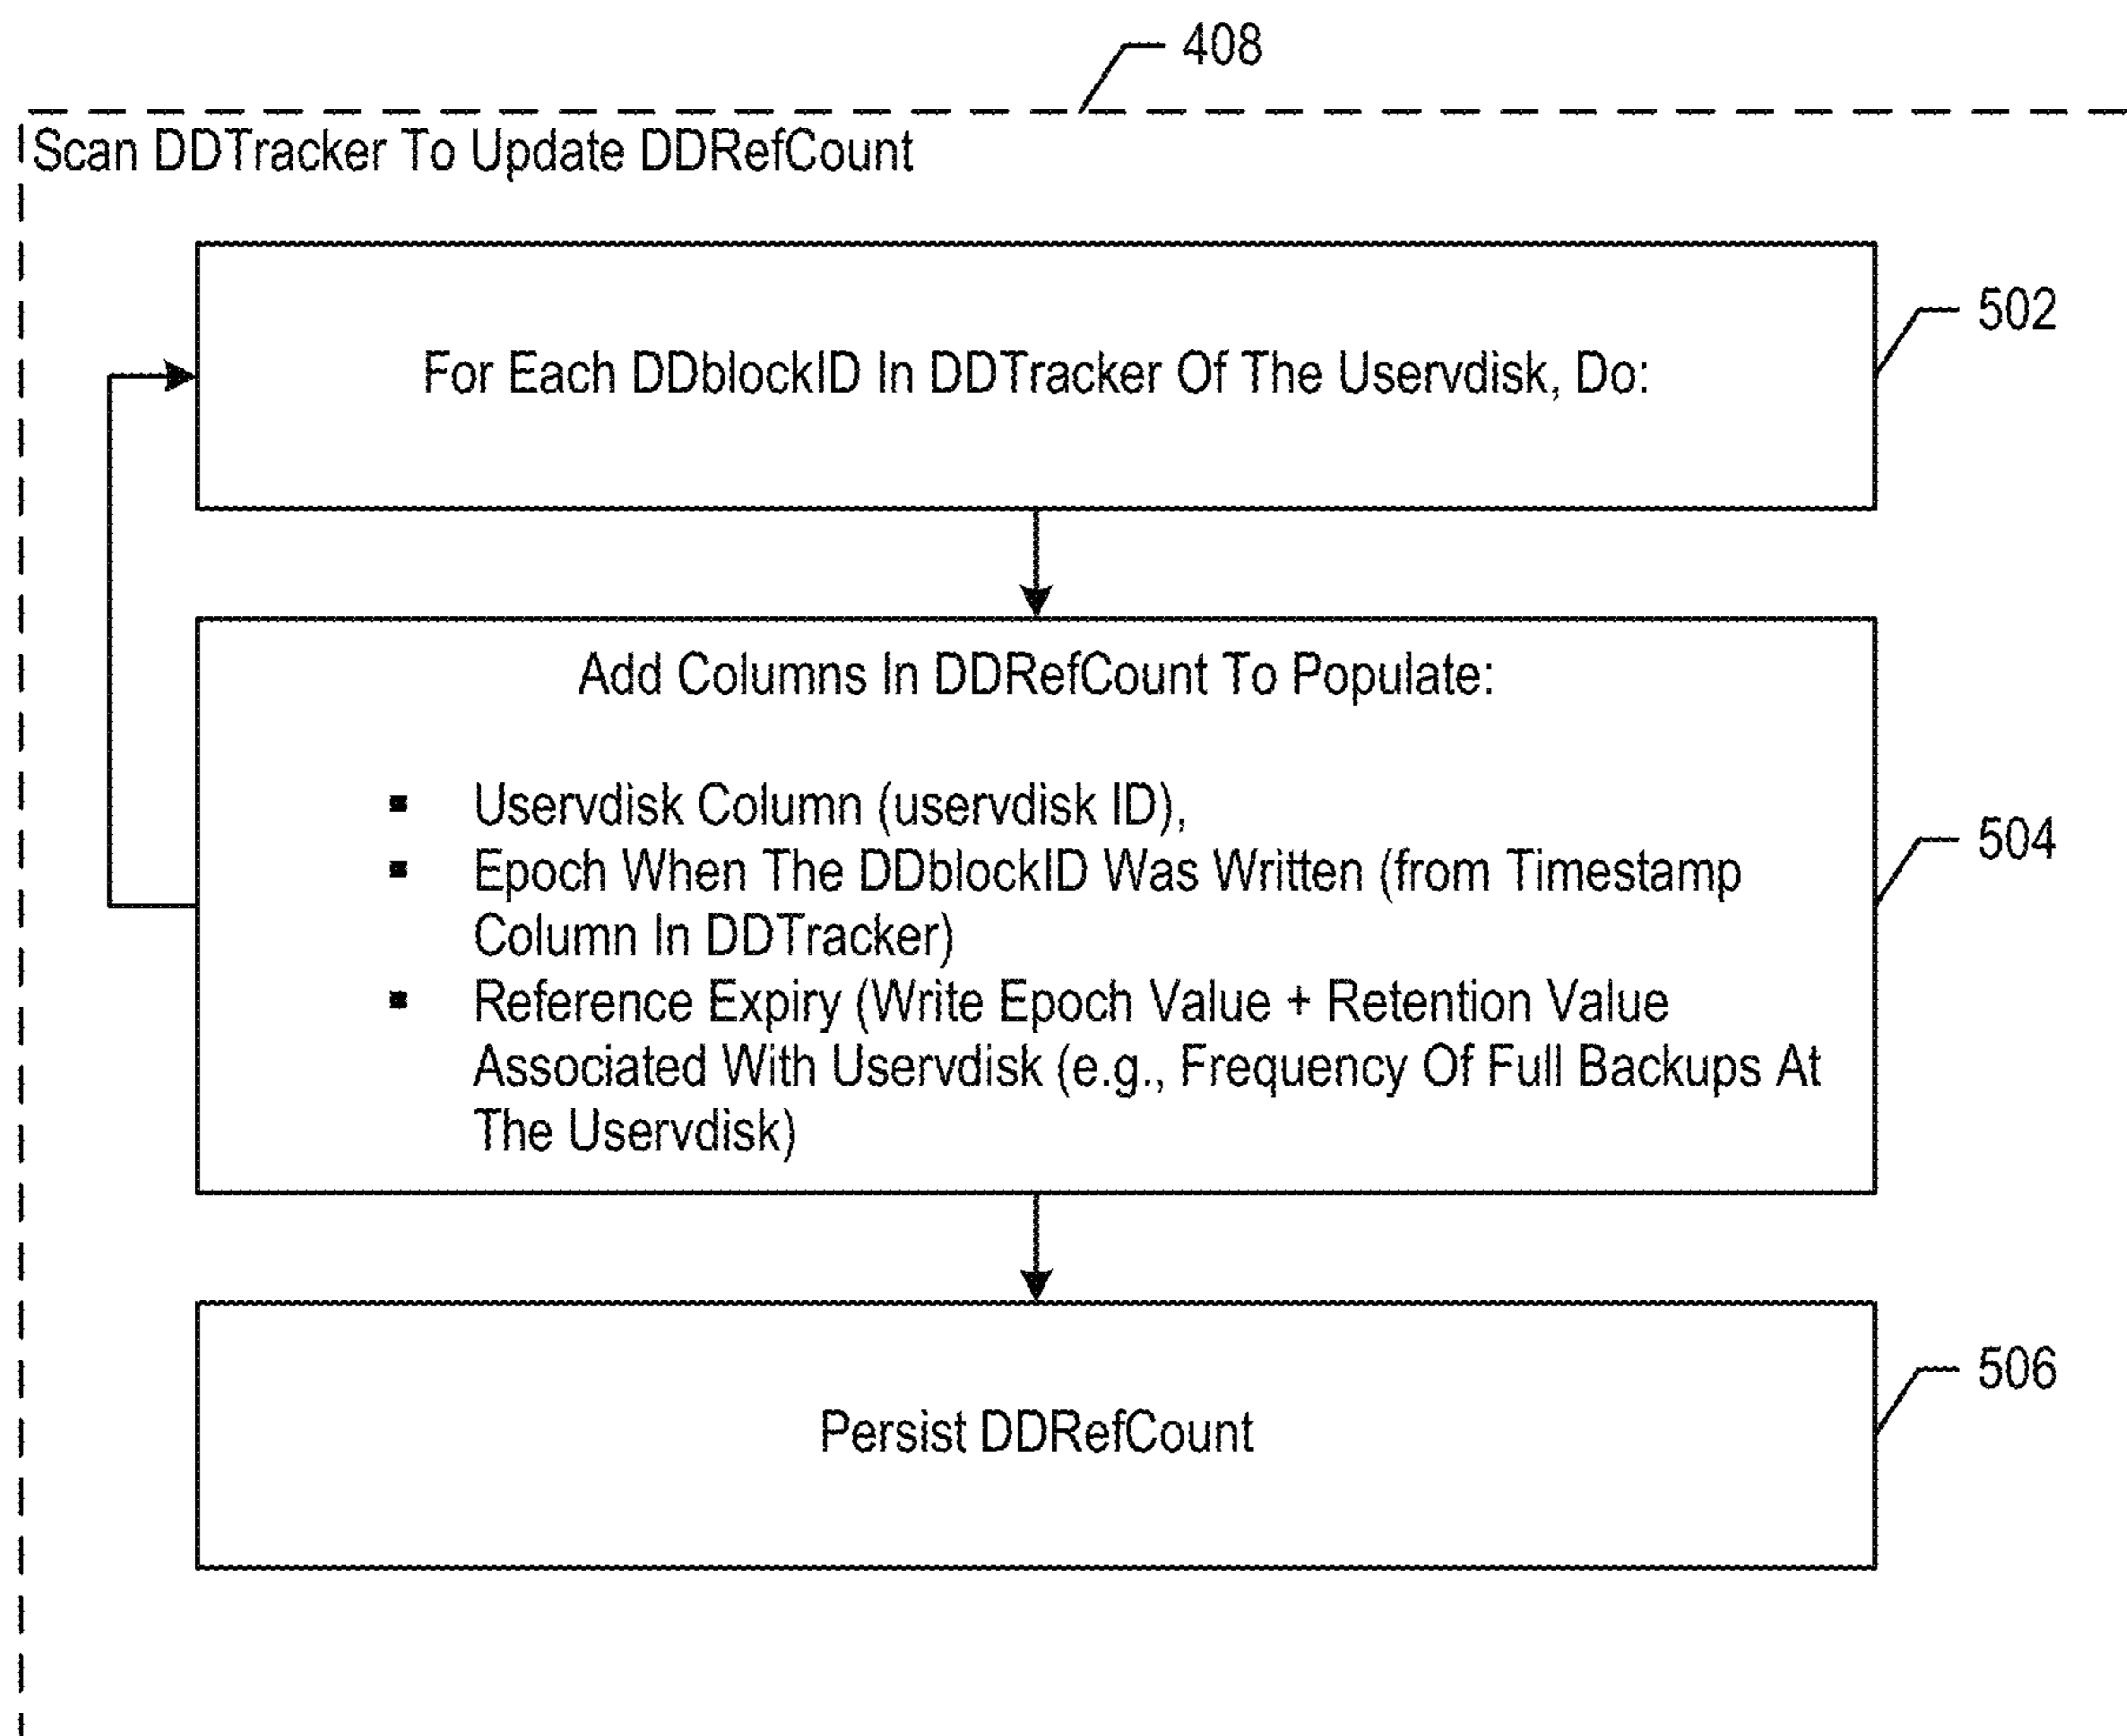 408
Scan DDTracker To Update DDRefCount
502
For Each DDblockID In DDTracker Of The Uservdisk, Do:
Add Columns In DDRefCount To Populate:
▪ Uservdisk Column (uservdisk ID),
504
▪ Epoch When The DDblockID Was Written (from Timestamp
Column In DDTracker)
▪ Reference Expiry (Write Epoch Value + Retention Value
Associated With Uservdisk (e.g., Frequency Of Full Backups At
The Uservdisk)
506
Persist DDRefCount